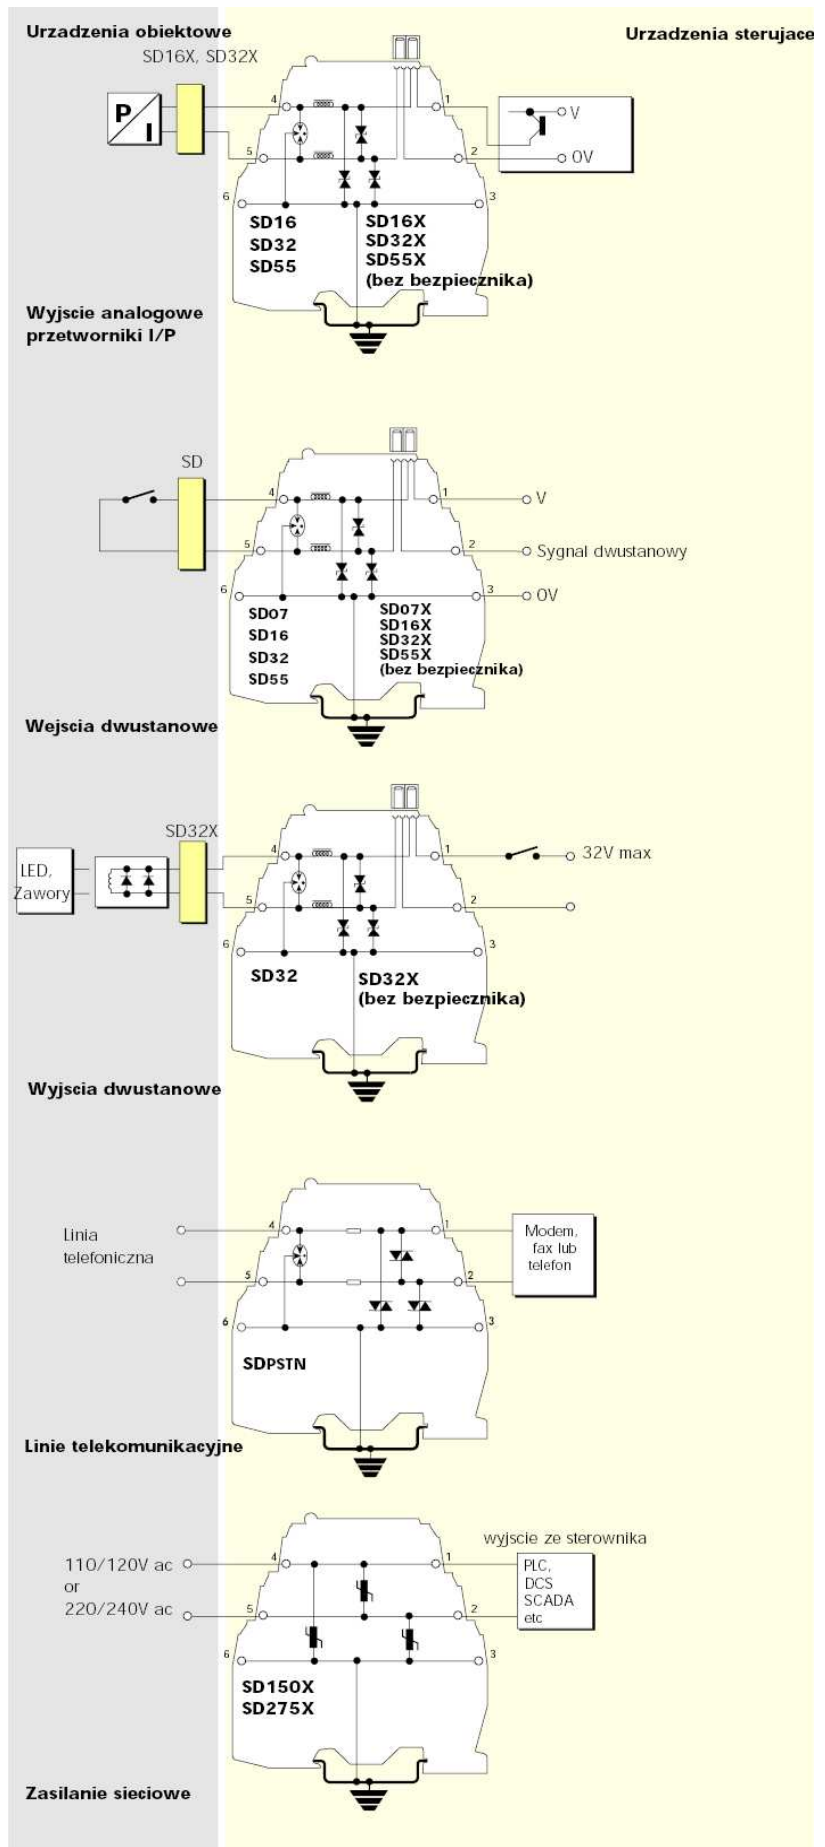 Urzadzenia obiektowe
Urzadzenia sterujace
SD16X, SD32X
P
I
4
1
V
5
2
0V
6
3
SD16
SD32
SD55
SD16X
SD32X
SD55X
(bez bezpiecznika)
Wyjscie analogowe
przetworniki I/P
SD
4
1
V
5
2
Sygnal dwustanowy
6
3
0V
SD07
SD16
SD32
SD55
SD07X
SD16X
SD32X
SD55X
(bez bezpiecznika)
Wejscia dwustanowe
SD32X
LED,
Zawory
4
1
32V max
5
2
6
3
SD32
SD32X
(bez bezpiecznika)
Wyjscia dwustanowe
Linia
telefoniczna
4
1
Modem,
fax lub
telefon
5
2
6
3
SDPSTN
Linie telekomunikacyjne
wyjscie ze sterownika
110/120V ac
or
220/240V ac
4
1
PLC,
DCS
SCADA
etc
5
2
6
3
SD150X
SD275X
Zasilanie sieciowe